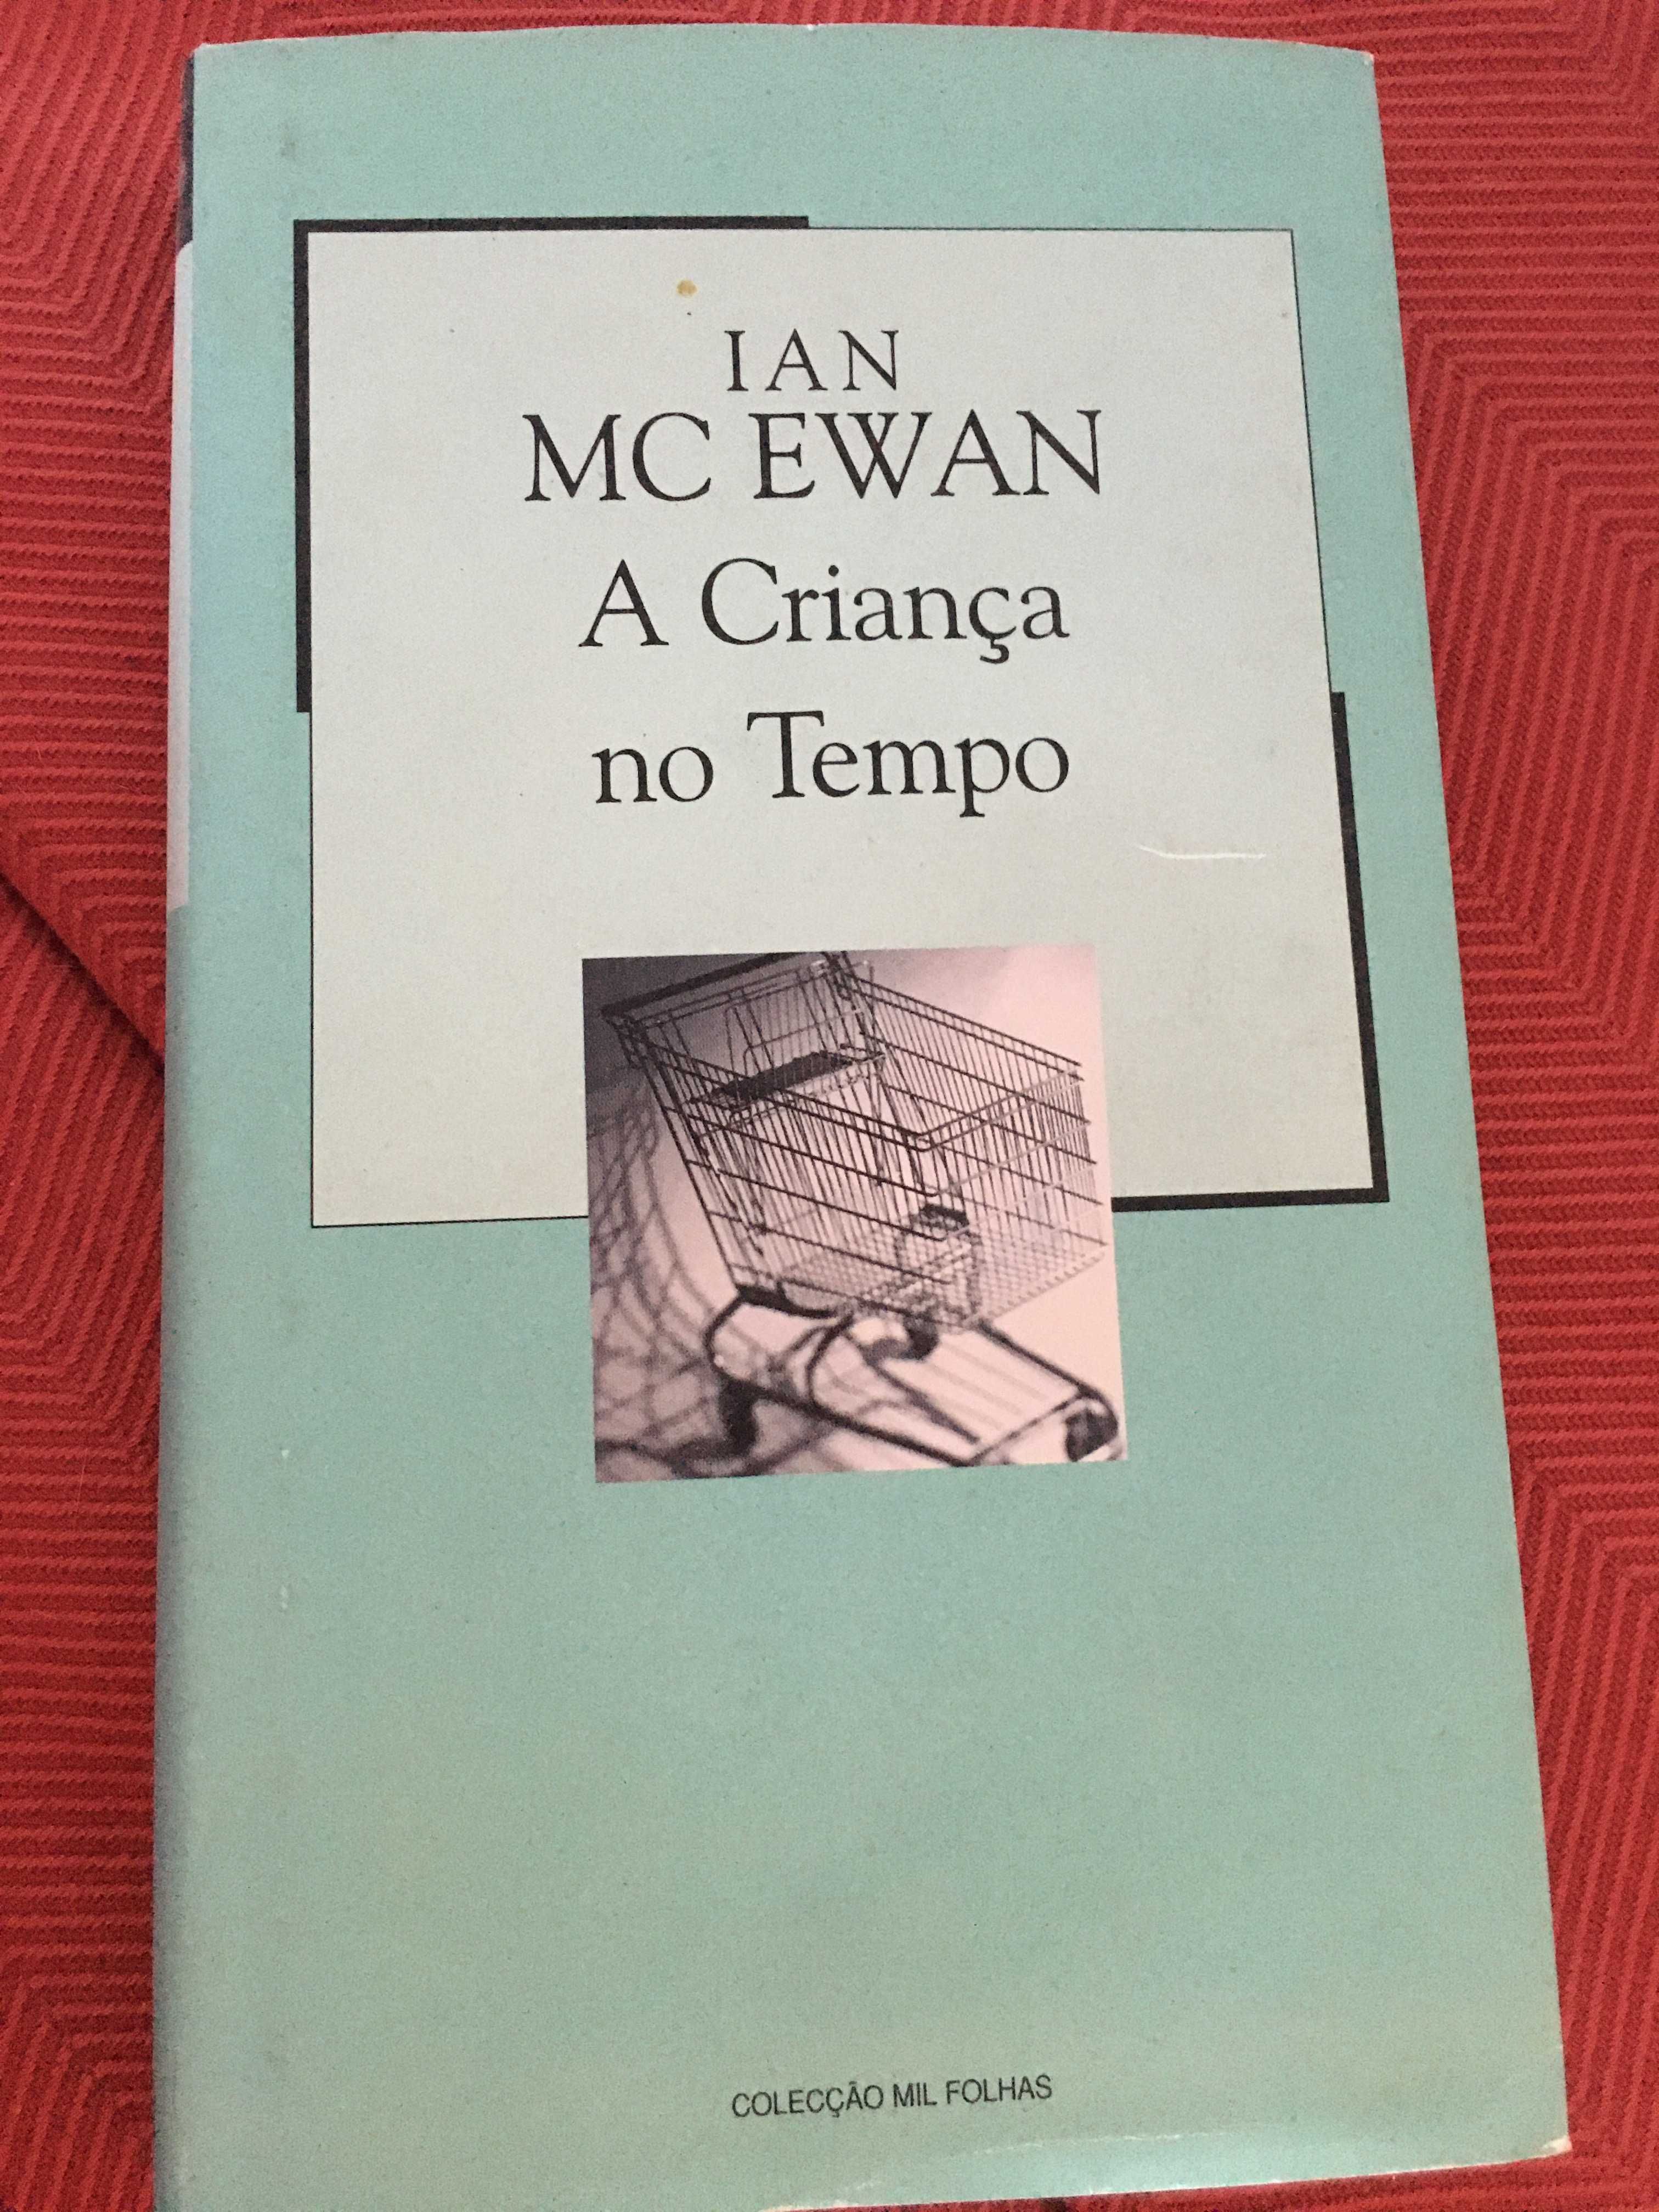 IAN
MC EWAN
A Criança
no Tempo
COLECÇÃO MIL FOLHAS